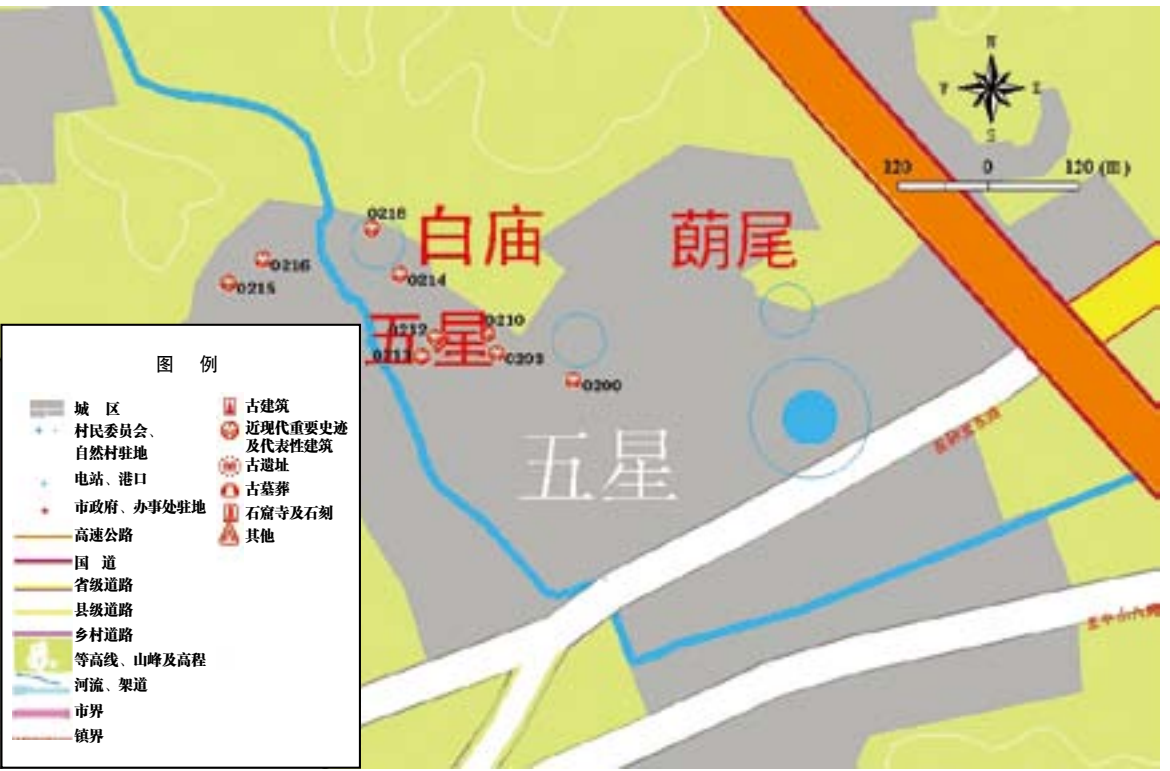 N
E
S
120 0 120 (m)
白庙
萠尾
五星
五星
0216
0215
0214
0210
0200
图 例
城 区
村民委员会、
自然村驻地
电站、港口
市政府、办事处驻地
高速公路
国 道
省级道路
县级道路
乡村道路
等高线、山峰及高程
河流、架道
市界
镇界
古建筑
近现代重要史迹
及代表性建筑
古遗址
古墓葬
石窟寺及石刻
其他